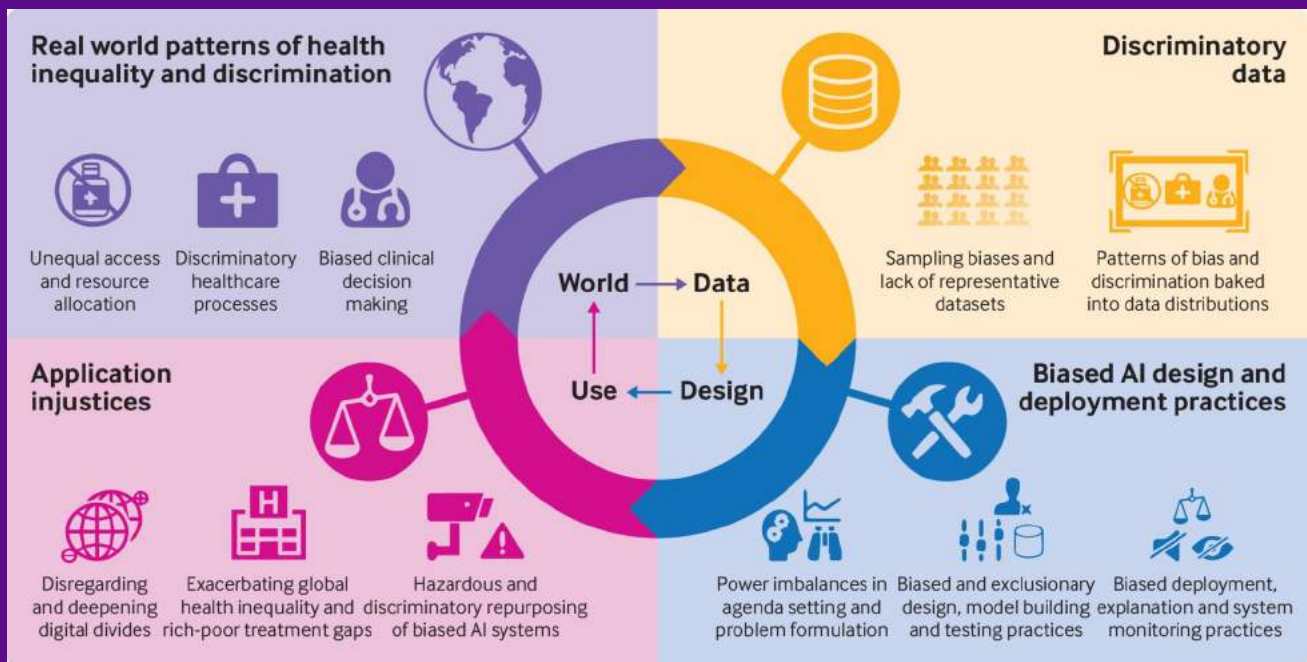 Real world patterns of health
inequality and discrimination
Unequal access
and resource
allocation
Discriminatory
healthcare
processes
Biased clinical
decision
making
Discriminatory
data
Sampling biases and
lack of representative
datasets
Patterns of bias and
discrimination baked
into data distributions
World
Data
Use
Design
Application
injustices
H
Disregarding
and deepening
digital divides
Exacerbating global
health inequality and
rich-poor treatment gaps
Hazardous and
discriminatory repurposing
of biased AI systems
Biased AI design and
deployment practices
Power imbalances in
agenda setting and
problem formulation
Biased and exclusionary
design, model building
and testing practices
Biased deployment,
explanation and system
monitoring practices